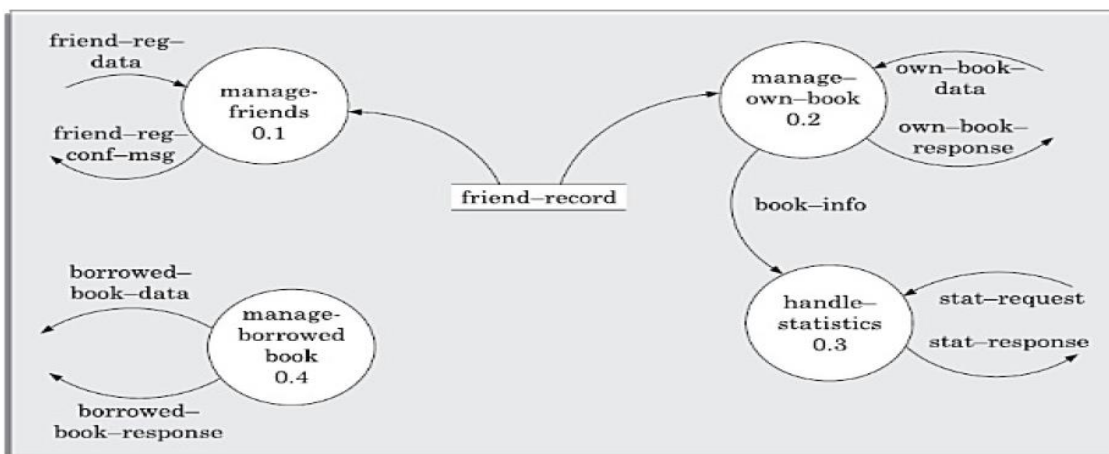 friend–reg–
data
manage-
friends
0.1
friend–reg–
conf–msg
friend–record
manage–
own–book
0.2
own–book–
data
own–book–
response
book–info
borrowed–
book–data
manage-
borrowed
book
0.4
borrowed–
book–response
handle–
statistics
0.3
stat–request
stat–response